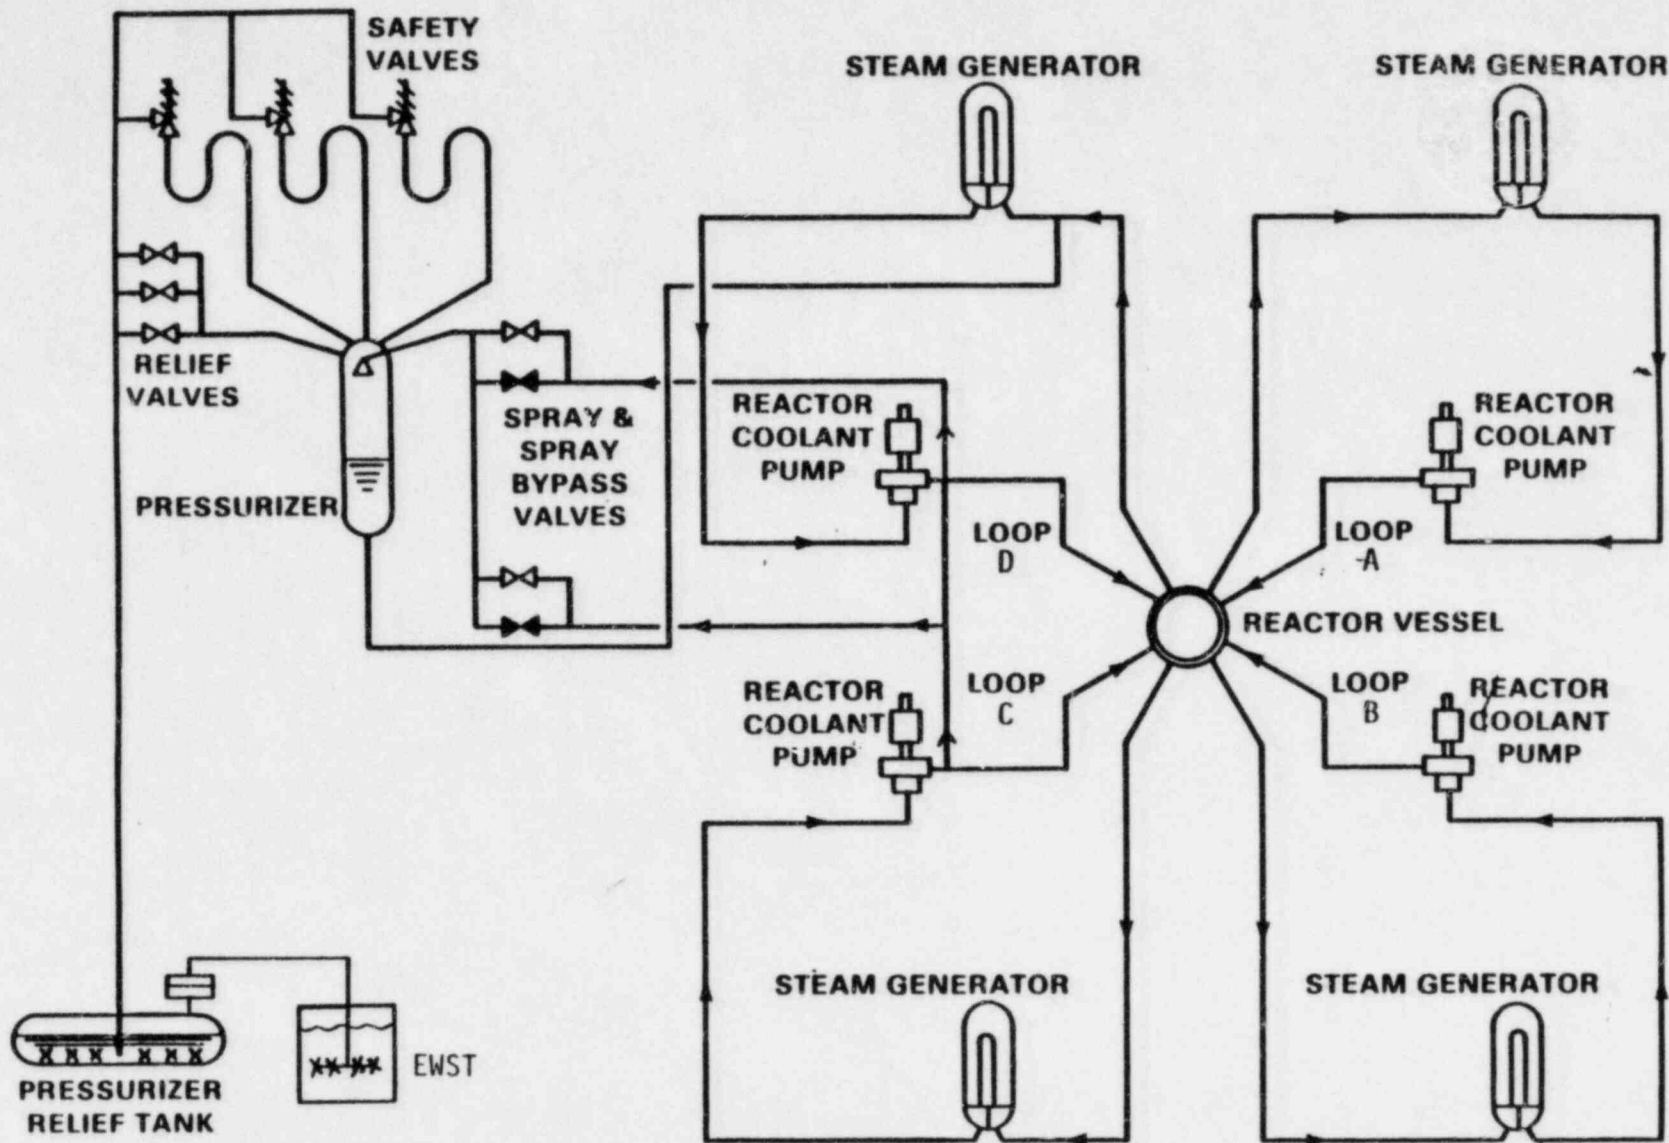 SAFETY
VALVES
STEAM GENERATOR
STEAM GENERATOR
RELIEF
VALVES
SPRAY &
SPRAY
BYPASS
VALVES
PRESSURIZER
REACTOR
COOLANT
PUMP
REACTOR
COOLANT
PUMP
LOOP
D
LOOP
A
REACTOR VESSEL
REACTOR
COOLANT
PUMP
LOOP
C
LOOP
B
REACTOR
COOLANT
PUMP
STEAM GENERATOR
STEAM GENERATOR
EWST
PRESSURIZER
RELIEF TANK